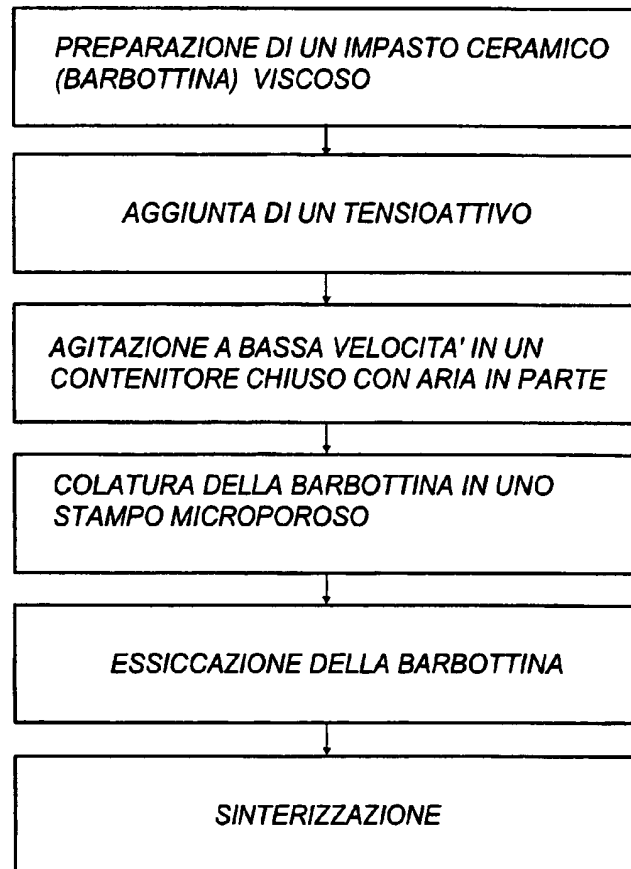 PREPARAZIONE DI UN IMPASTO CERAMICO
(BARBOTTINA) VISCOSO
AGGIUNTA DI UN TENSIOATTIVO
AGITAZIONE A BASSA VELOCITA' IN UN
CONTENITORE CHIUSO CON ARIA IN PARTE
COLATURA DELLA BARBOTTINA IN UNO
STAMPO MICROPOROSO
ESSICCAZIONE DELLA BARBOTTINA
SINTERIZZAZIONE